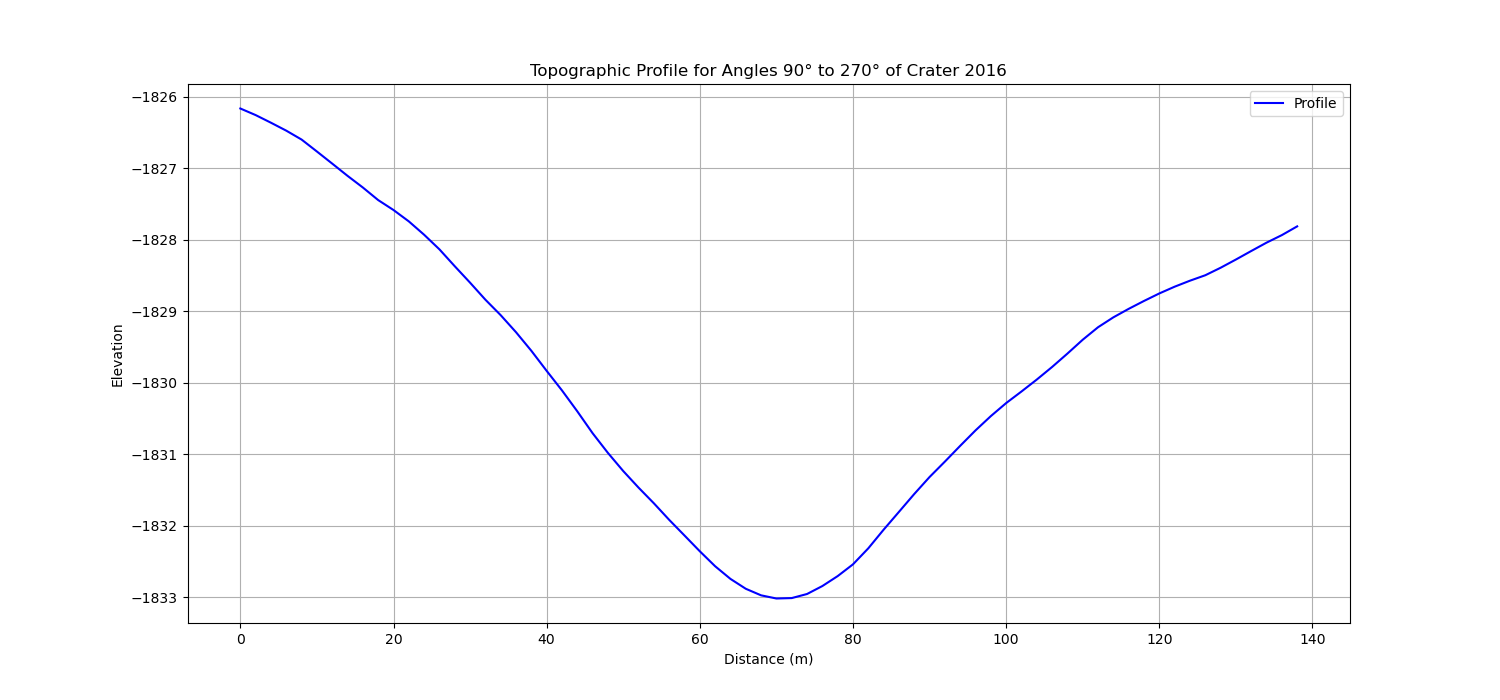 Topographic Profile for Angles 90° to 270° of Crater 2016
Profile
Elevation
−1826
−1827
−1828
−1829
−1830
−1831
−1832
−1833
0 20 40 60 80 100 120 140
Distance (m)